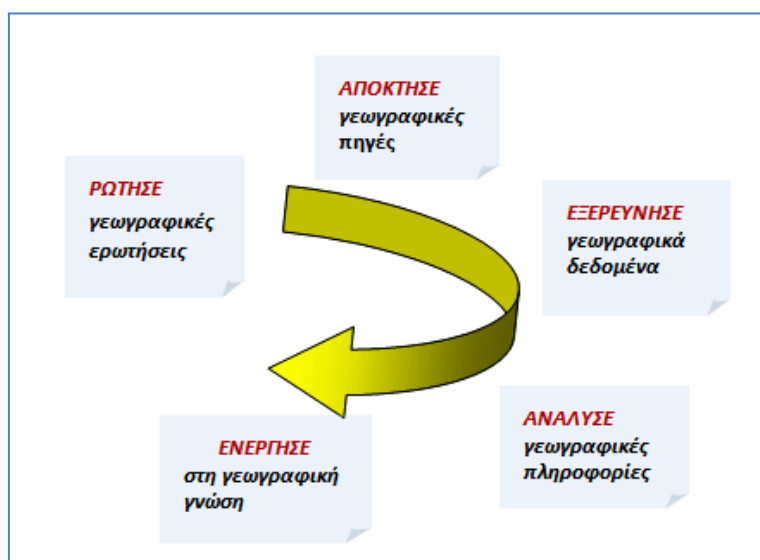 ΡΩΤΗΣΕ
γεωγραφικές
ερωτήσεις
ΑΠΟΚΤΗΣΕ
γεωγραφικές
πηγές
ΕΞΕΡΕΥΝΗΣΕ
γεωγραφικά
δεδομένα
ΑΝΑΛΥΣΕ
γεωγραφικές
πληροφορίες
ΕΝΕΡΓΗΣΕ
στη γεωγραφική
γνώση